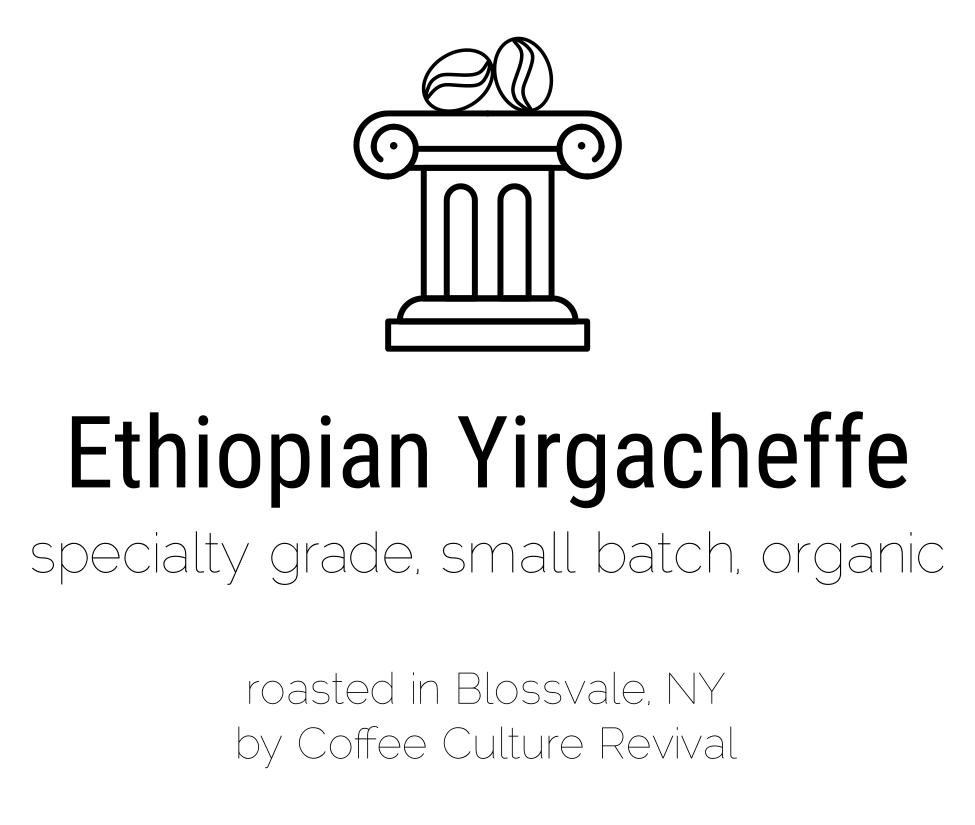 Ethiopian Yirgacheffe
specialty grade, small batch, organic
roasted in Blossvale, NY
by Coffee Culture Revival